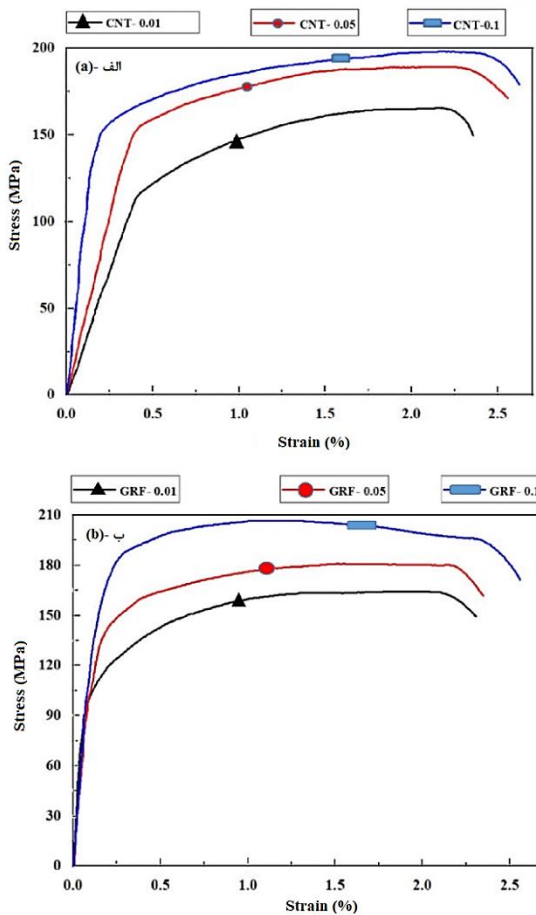 CNT- 0.01 CNT- 0.05 CNT-0.1
(a)- الف
200
150
100
50
0
Stress (MPa)
0.0 0.5 1.0 1.5 2.0 2.5
Strain (%)
GRF- 0.01 GRF- 0.05 GRF- 0.1
(b)- ب
210
180
150
120
90
60
30
0
Stress (MPa)
0.0 0.5 1.0 1.5 2.0 2.5
Strain (%)